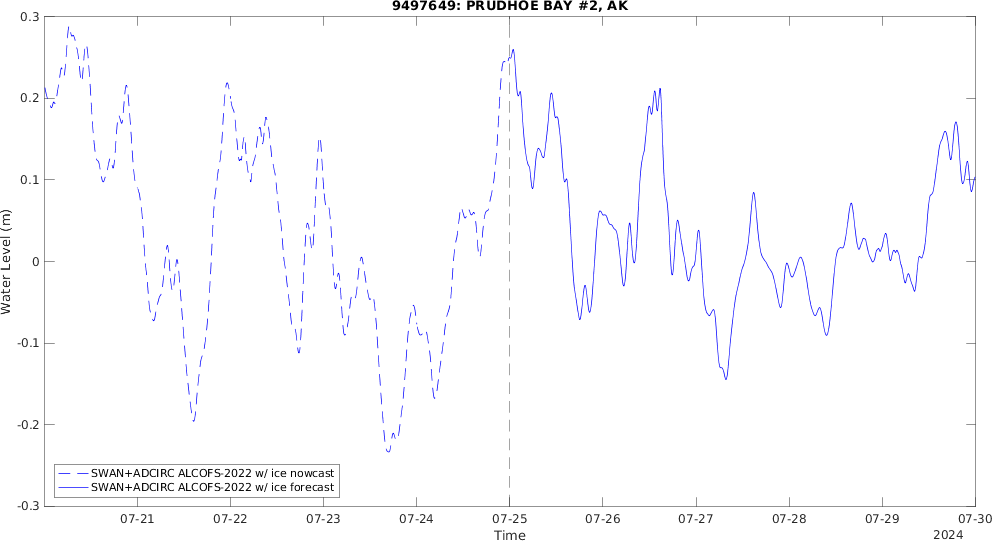 9497649: PRUDHOE BAY #2, AK
0.3
0.2
0.1
0
-0.1
-0.2
-0.3
Water Level (m)
SWAN+ADCIRC ALCOFS-2022 w/ ice nowcast
SWAN+ADCIRC ALCOFS-2022 w/ ice forecast
07-21 07-22 07-23 07-24 07-25 07-26 07-27 07-28 07-29 07-30
Time
2024